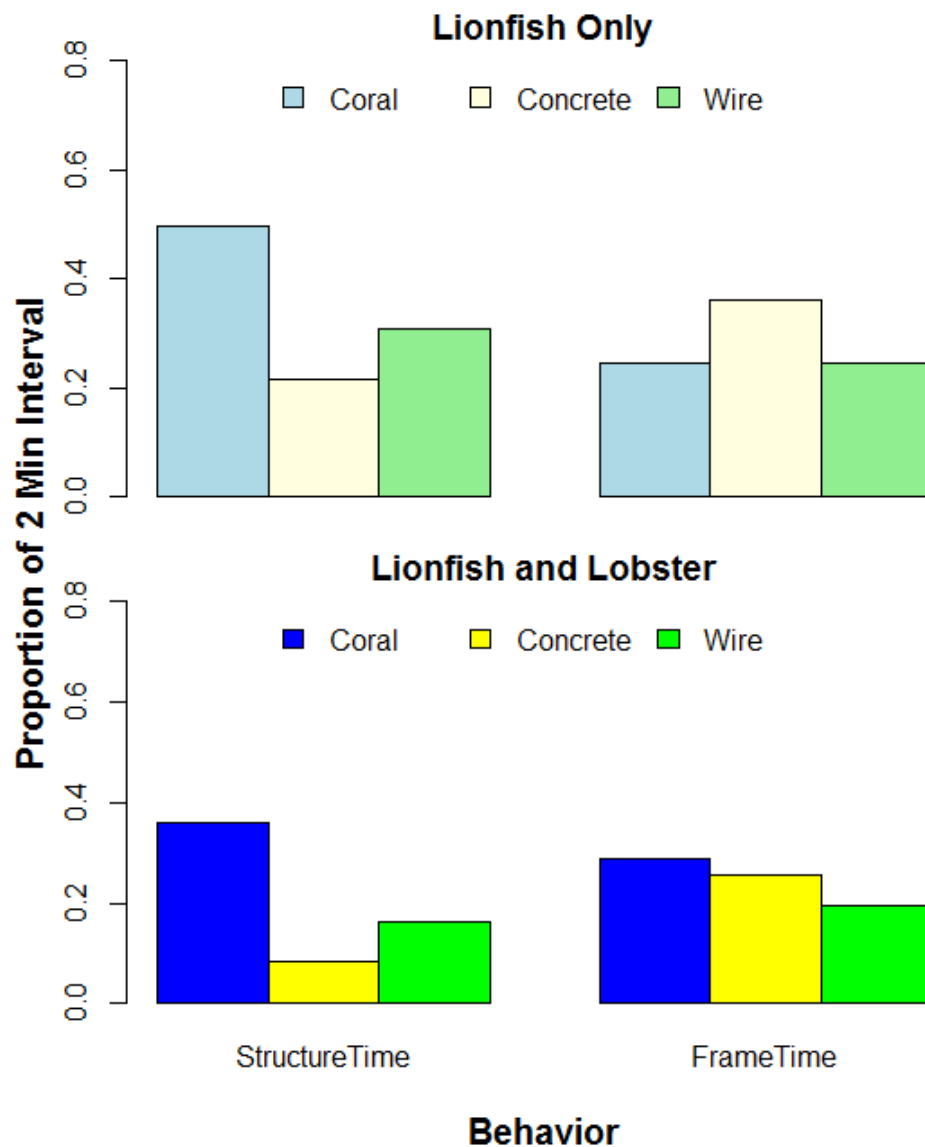 Lionfish Only
Coral Concrete Wire
0.8
0.6
0.4
0.2
0.0
Proportion of 2 Min Interval
Lionfish and Lobster
Coral Concrete Wire
0.8
0.6
0.4
0.2
0.0
StructureTime FrameTime
Behavior